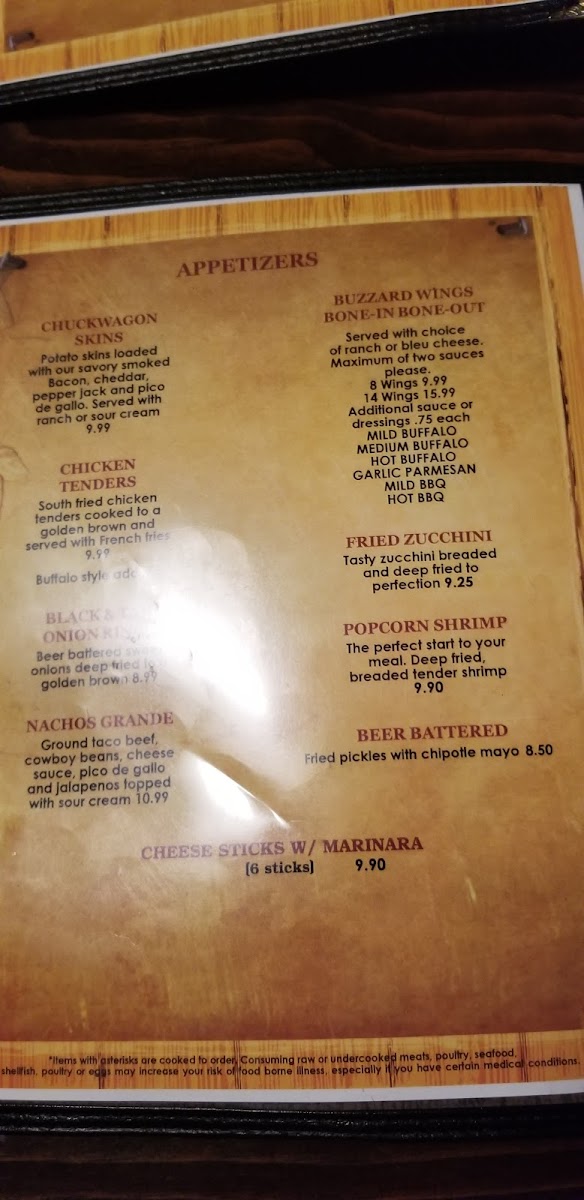 APPETIZERS
CHUCKWAGON
SKINS
Potato skins loaded
with our savory smoked
Bacon, cheddar,
pepper jack and pico
de gallo. Served with
ranch or sour cream
9.99
CHICKEN
TENDERS
South fried chicken
tenders cooked to a
golden brown and
served with French fries
9.99
Buffalo style
BLACK &
ONION
Beer battered
onions deep fried to
golden brown 8.99
NACHOS GRANDE
Ground taco beef,
cowboy beans, cheese
sauce, pico de gallo
and jalapenos topped
with sour cream 10.99
BUZZARD WINGS
BONE-IN BONE-OUT
Served with choice
of ranch or bleu cheese.
Maximum of two sauces
please.
8 Wings 9.99
14 Wings 15.99
Additional sauce or
dressings .75 each
MILD BUFFALO
MEDIUM BUFFALO
HOT BUFFALO
GARLIC PARMESAN
MILD BBQ
HOT BBQ
FRIED ZUCCHINI
Tasty zucchini breaded
and deep fried to
perfection 9.25
POPCORN SHRIMP
The perfect start to your
meal. Deep fried,
breaded tender shrimp
9.90
BEER BATTERED
Fried pickles with chipotle mayo 8.50
CHEESE STICKS W/ MARINARA
(6 sticks) 9.90
*Items with asterisks are cooked to order. Consuming raw or undercooked meats, poultry, seafood,
shellfish, poultry or eggs may increase your risk of food borne illness, especially if you have certain medical conditions.